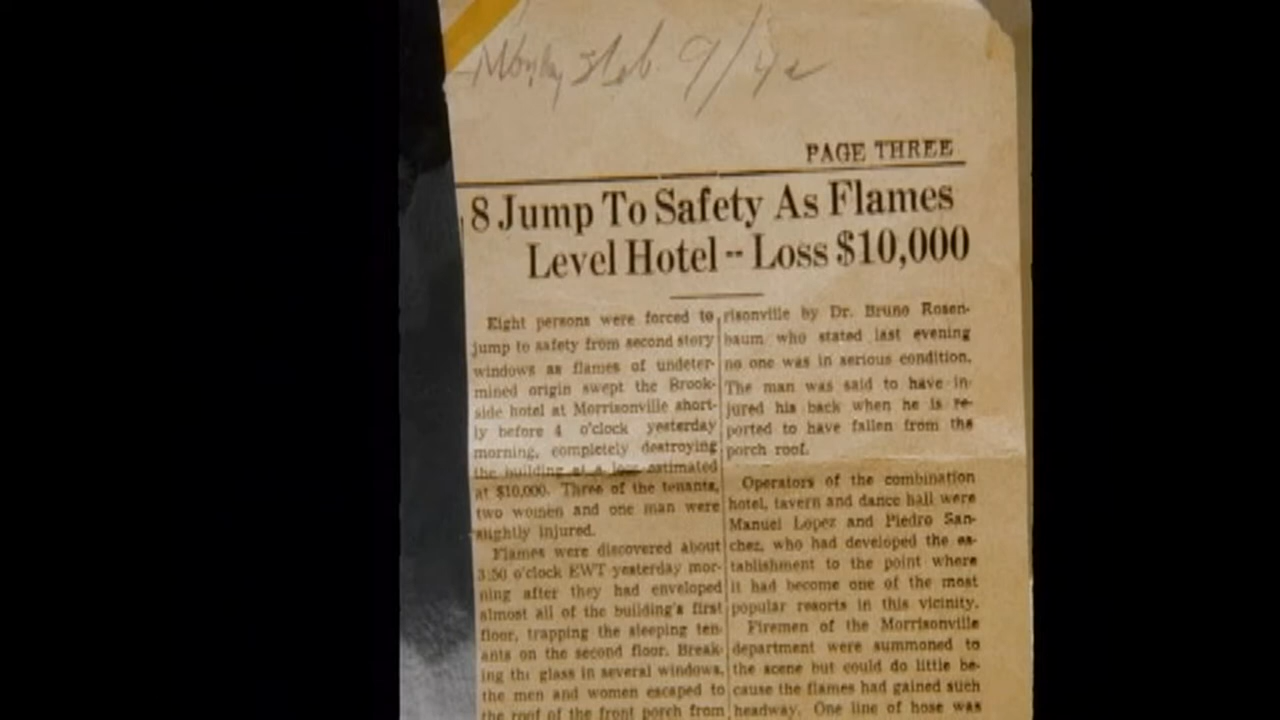 Monday Feb. 9/42
PAGE THREE
8 Jump To Safety As Flames
Level Hotel -- Loss $10,000
Eight persons were forced to
jump to safety from second story
windows as flames of undeter-
mined origin swept the Brook-
side hotel at Morrisonville short-
ly before 4 o'clock yesterday
morning, completely destroying
the building at a loss estimated
at $10,000. Three of the tenants,
two women and one man were
slightly injured.
Flames were discovered about
3:50 o'clock EWT yesterday mor-
ning after they had enveloped
almost all of the building's first
floor, trapping the sleeping ten-
ants on the second floor. Break-
ing the glass in several windows,
the men and women escaped to
the roof of the front porch from
risonville by Dr. Bruno Rosen-
baum who stated last evening
no one was in serious condition.
The man was said to have in-
jured his back when he is re-
ported to have fallen from the
porch roof.
Operators of the combination
hotel, tavern and dance hall were
Manuel Lopez and Piedro San-
chez, who had developed the es-
tablishment to the point where
it had become one of the most
popular resorts in this vicinity.
Firemen of the Morrisonville
department were summoned to
the scene but could do little be-
cause the flames had gained such
headway. One line of hose was